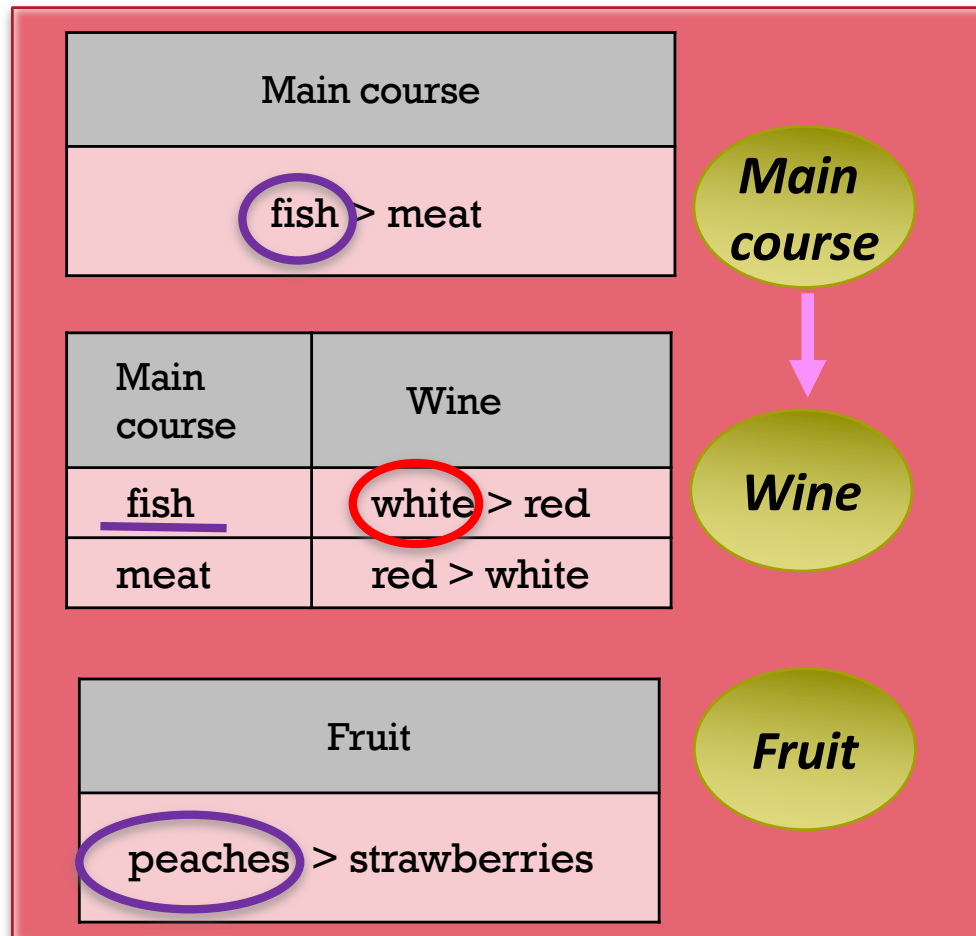 Main course
fish > meat
Main
course
Main
course
Wine
fish
white > red
meat
red > white
Wine
Fruit
peaches > strawberries
Fruit